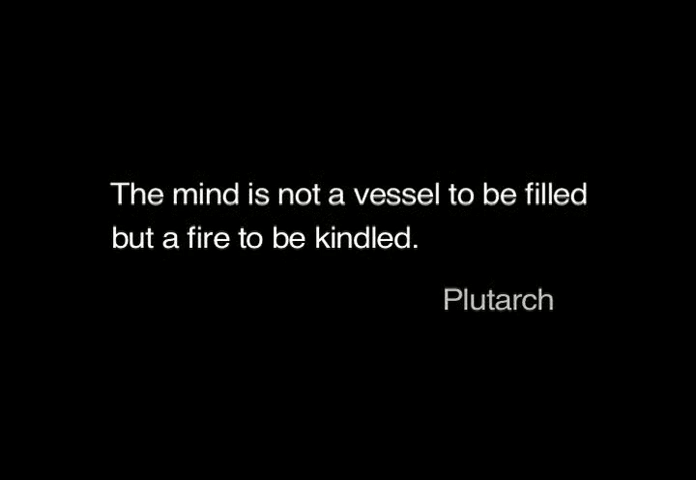 The mind is not a vessel to be filled
but a fire to be kindled.
Plutarch